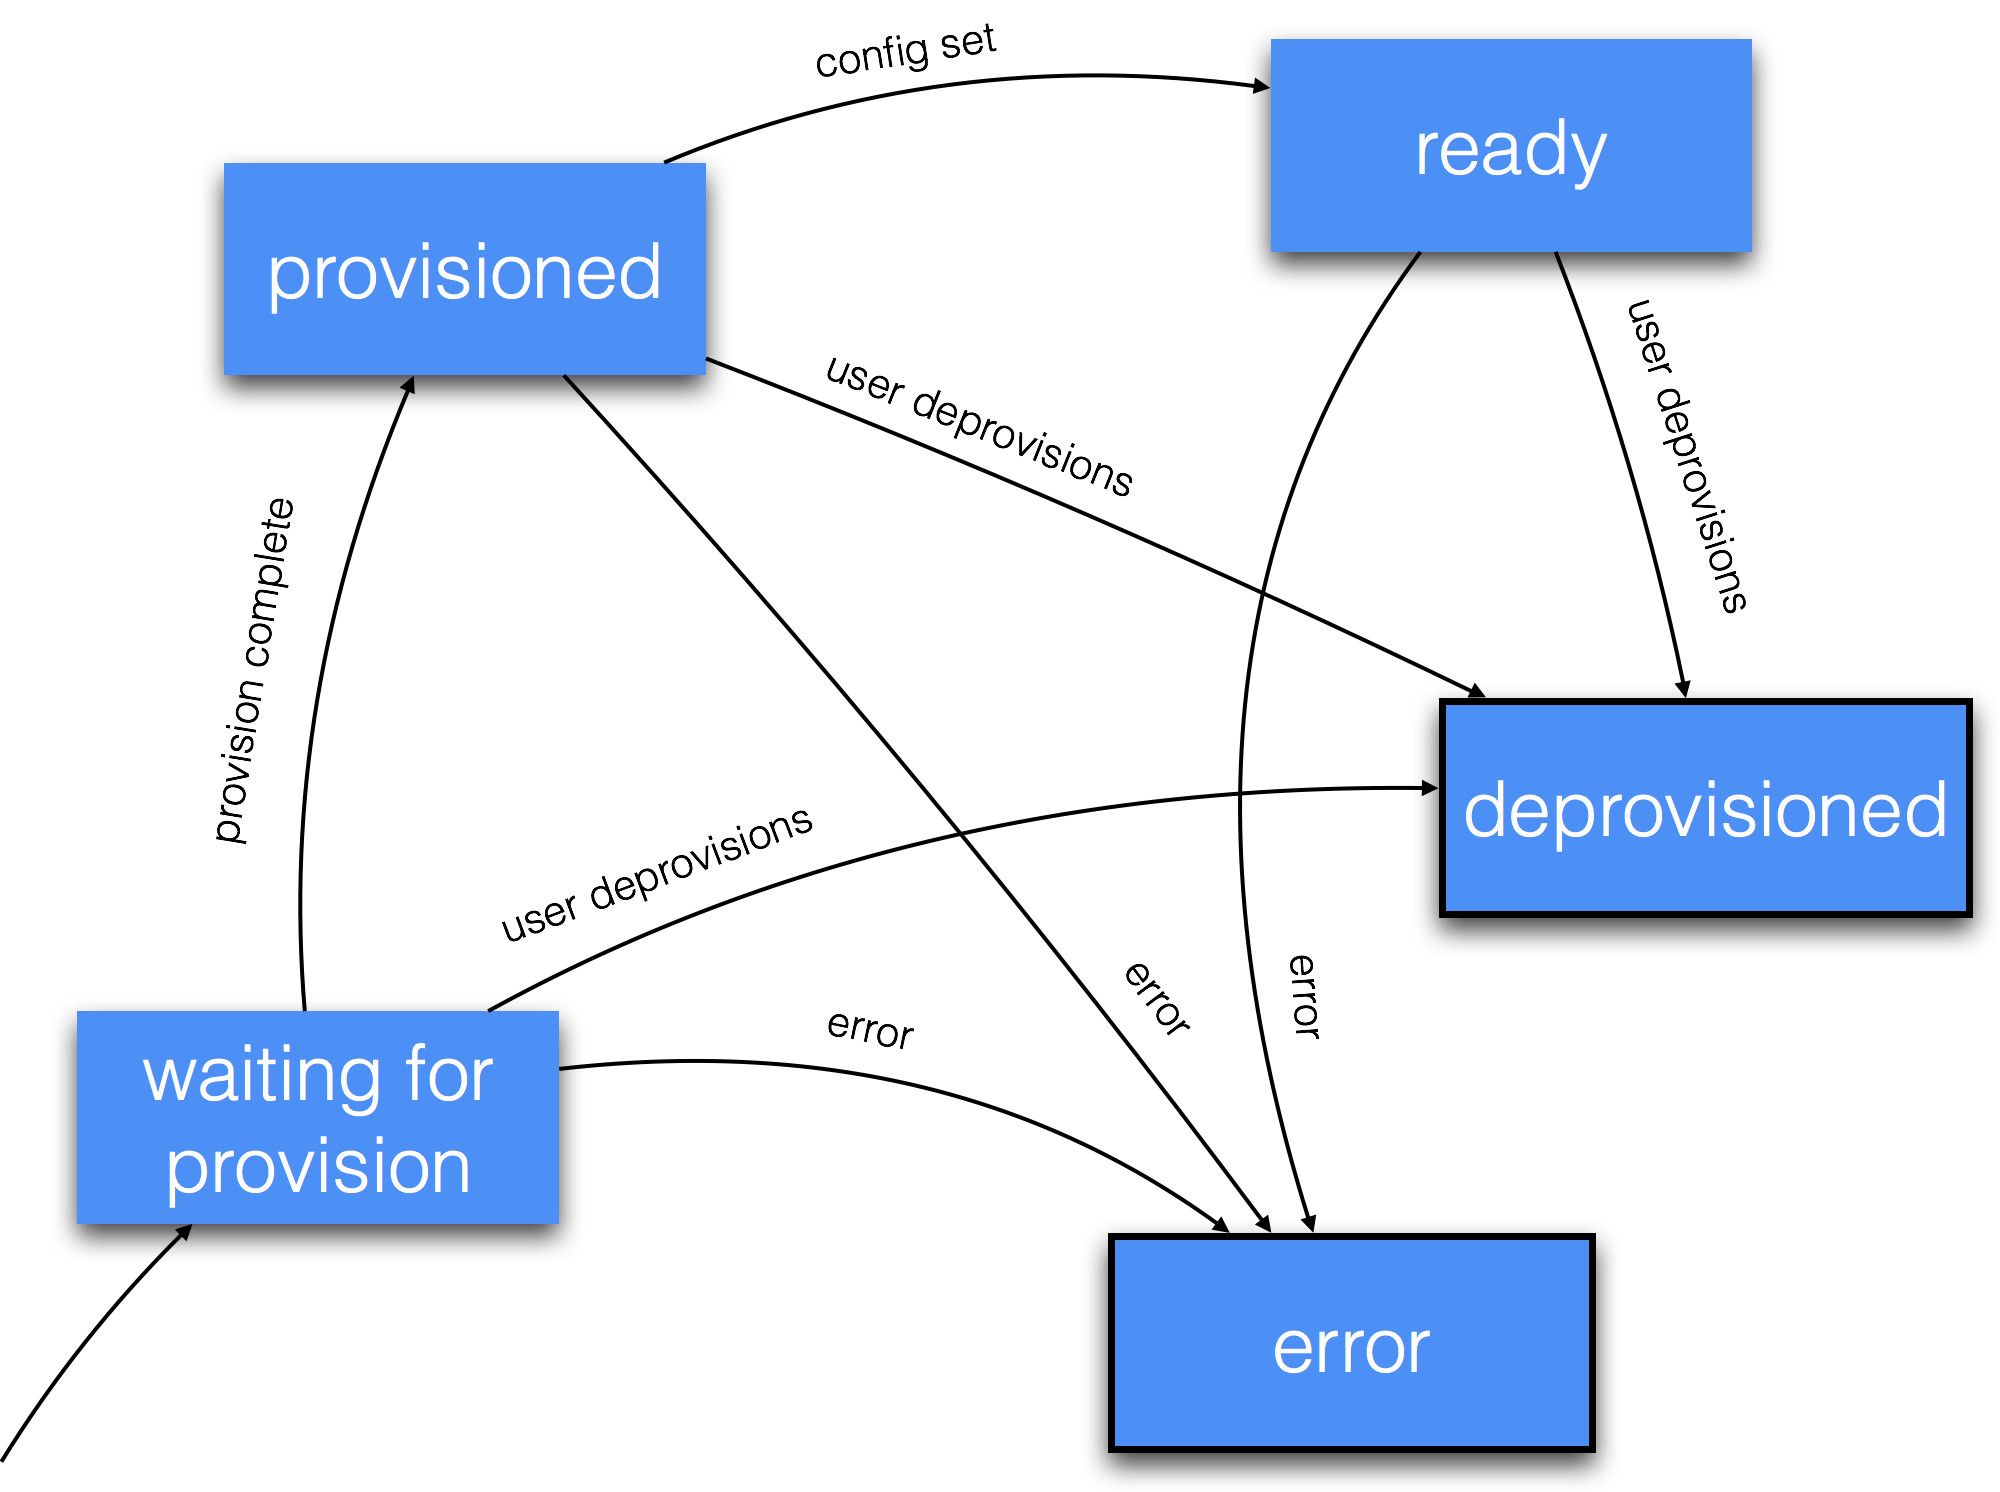 config set
ready
provisioned
user deprovisions
user deprovisions
provision complete
deprovisioned
user deprovisions
error
error
error
waiting for
provision
error